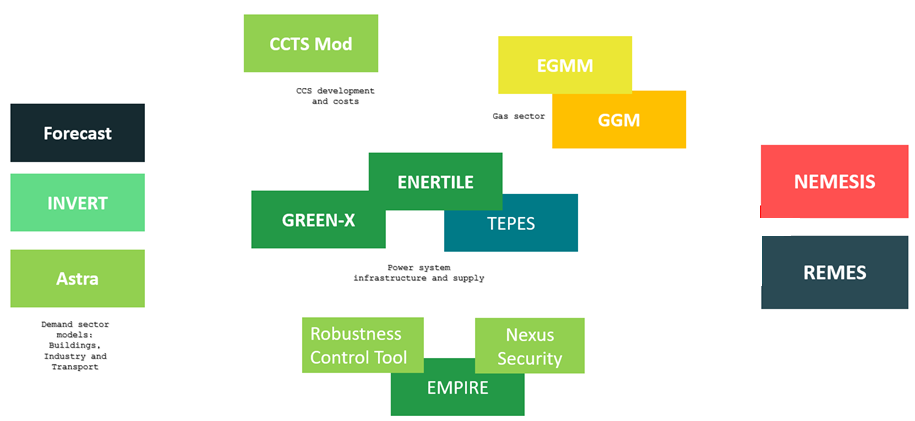 CCTS Mod
CCS development
and costs
EGMM
Gas sector
GGM
Forecast
INVERT
Astra
Demand sector
models:
Buildings,
Industry and
Transport
ENERTILE
GREEN-X
TEPES
Power system
infrastructure and supply
Robustness
Control Tool
Nexus
Security
EMPIRE
NEMESIS
REMES